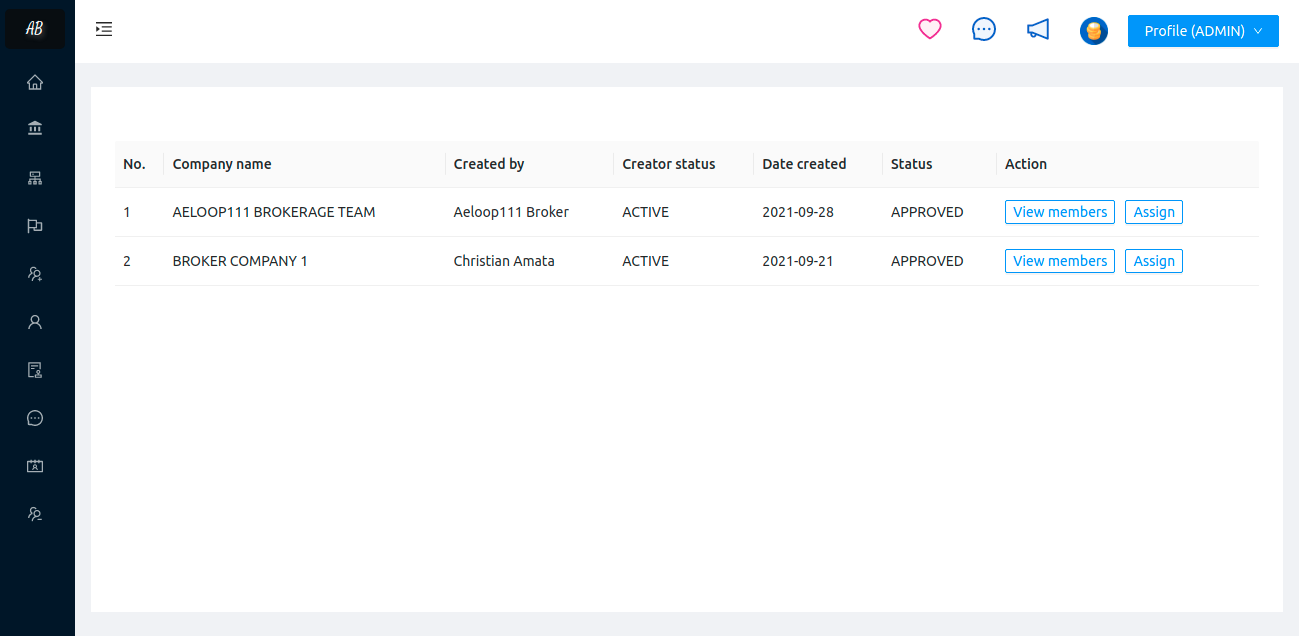 AB
Profile (ADMIN)
No. Company name Created by Creator status Date created Status Action
1 AELOOP111 BROKERAGE TEAM Aeloop111 Broker ACTIVE 2021-09-28 APPROVED View members Assign
2 BROKER COMPANY 1 Christian Amata ACTIVE 2021-09-21 APPROVED View members Assign